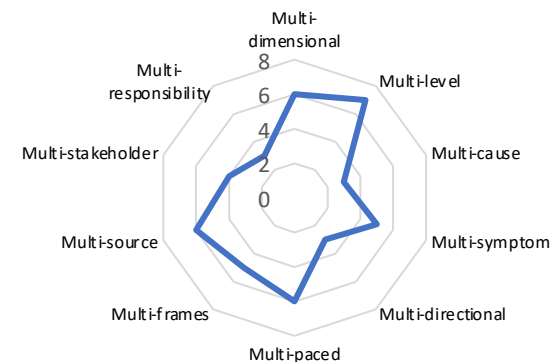 Multi-
dimensional
Multi-level
Multi-cause
Multi-symptom
Multi-directional
Multi-paced
Multi-frames
Multi-source
Multi-stakeholder
Multi-
responsibility
8
6
4
2
0